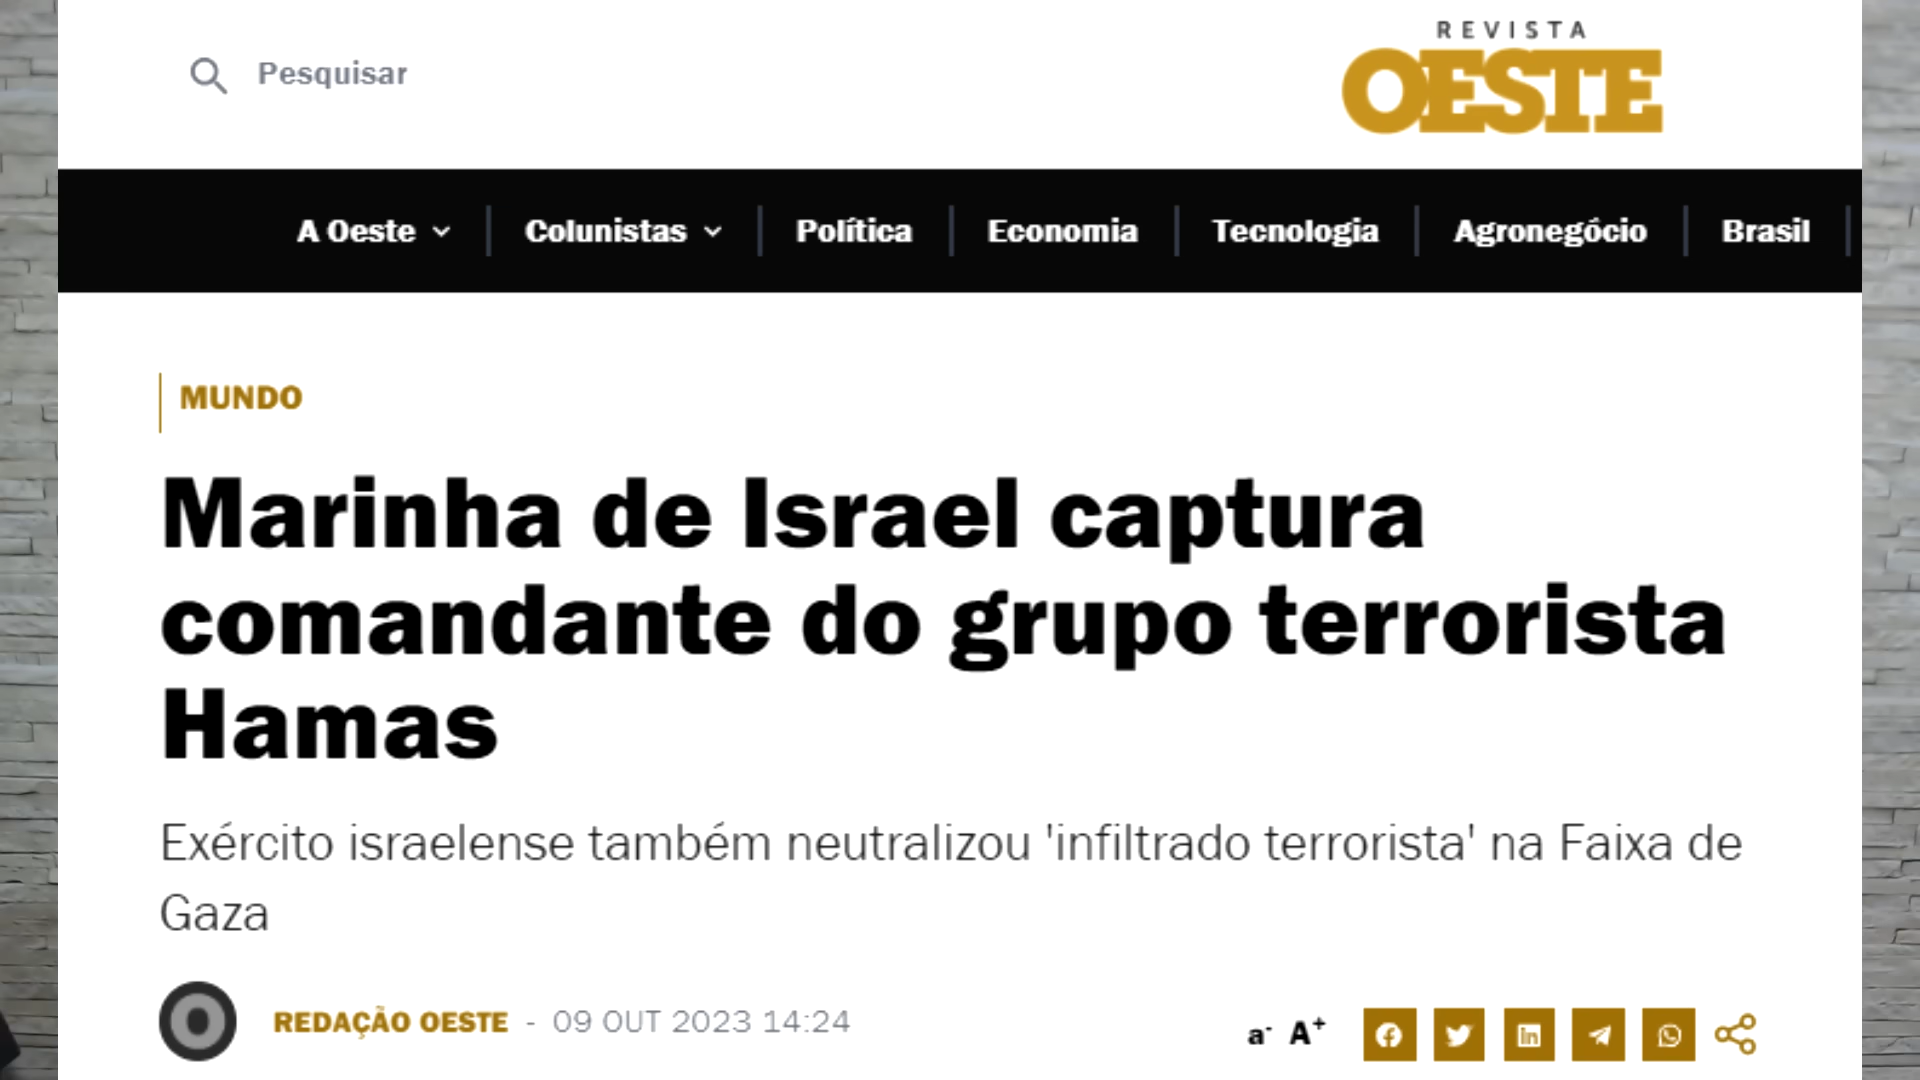 Pesquisar
REVISTA
OESTE
A Oeste
Colunistas
Política
Economia
Tecnologia
Agronegócio
Brasil
MUNDO
Marinha de Israel captura
comandante do grupo terrorista
Hamas
Exército israelense também neutralizou 'infiltrado terrorista' na Faixa de
Gaza
REDAÇÃO OESTE - 09 OUT 2023 14:24
a- A+